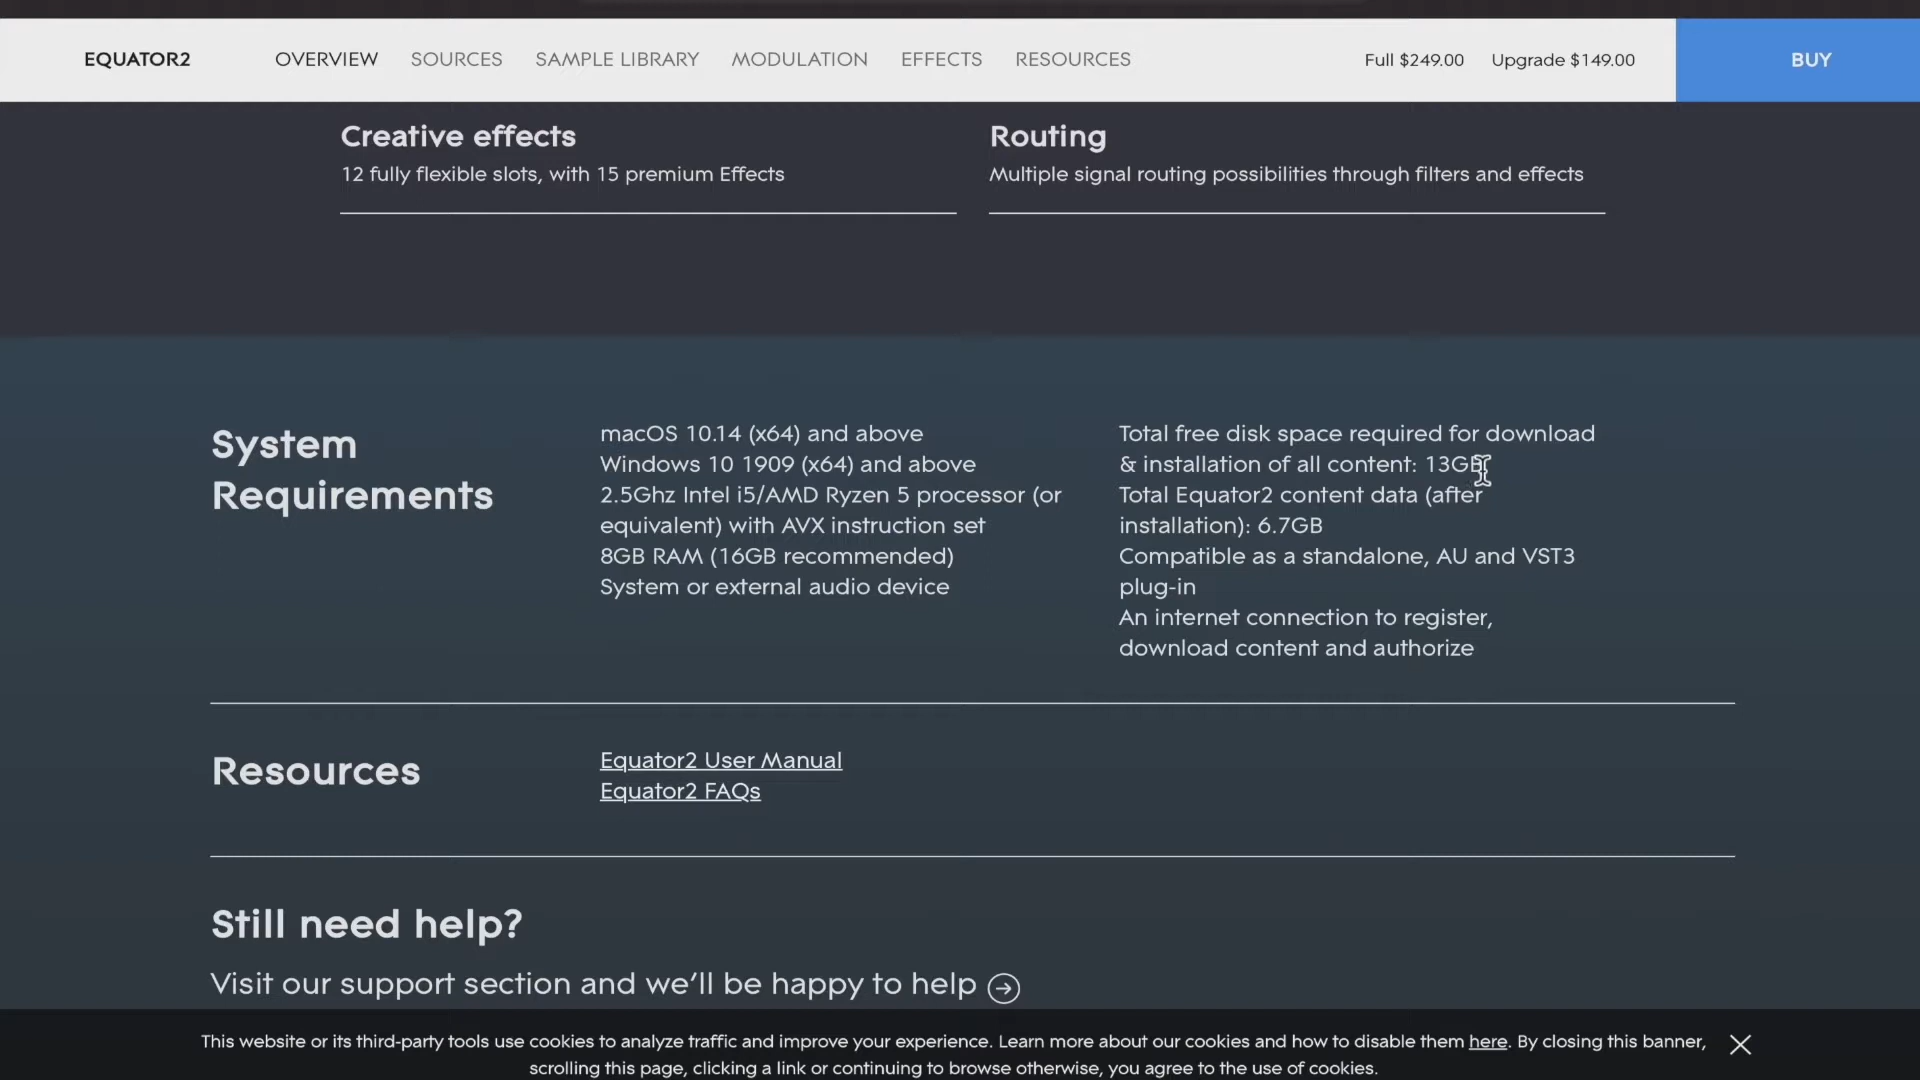 EQUATOR2 OVERVIEW SOURCES SAMPLE LIBRARY MODULATION EFFECTS RESOURCES Full $249.00 Upgrade $149.00 BUY
Creative effects
12 fully flexible slots, with 15 premium Effects
Routing
Multiple signal routing possibilities through filters and effects
System
Requirements
macOS 10.14 (x64) and above
Windows 10 1909 (x64) and above
2.5Ghz Intel i5/AMD Ryzen 5 processor (or
equivalent) with AVX instruction set
8GB RAM (16GB recommended)
System or external audio device
Total free disk space required for download
& installation of all content: 13GB
Total Equator2 content data (after
installation): 6.7GB
Compatible as a standalone, AU and VST3
plug-in
An internet connection to register,
download content and authorize
Resources
Equator2 User Manual
Equator2 FAQs
Still need help?
Visit our support section and we'll be happy to help
This website or its third-party tools use cookies to analyze traffic and improve your experience. Learn more about our cookies and how to disable them here. By closing this banner,
scrolling this page, clicking a link or continuing to browse otherwise, you agree to the use of cookies.